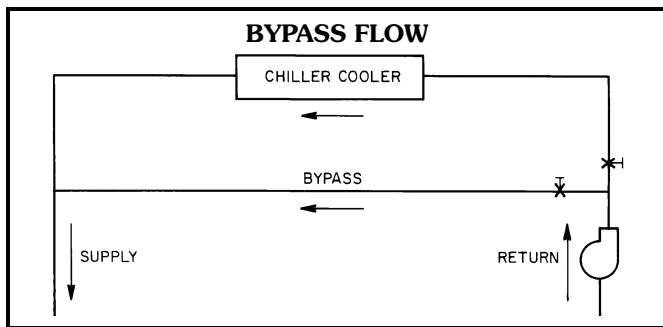 BYPASS FLOW
CHILLER COOLER
BYPASS
SUPPLY
RETURN